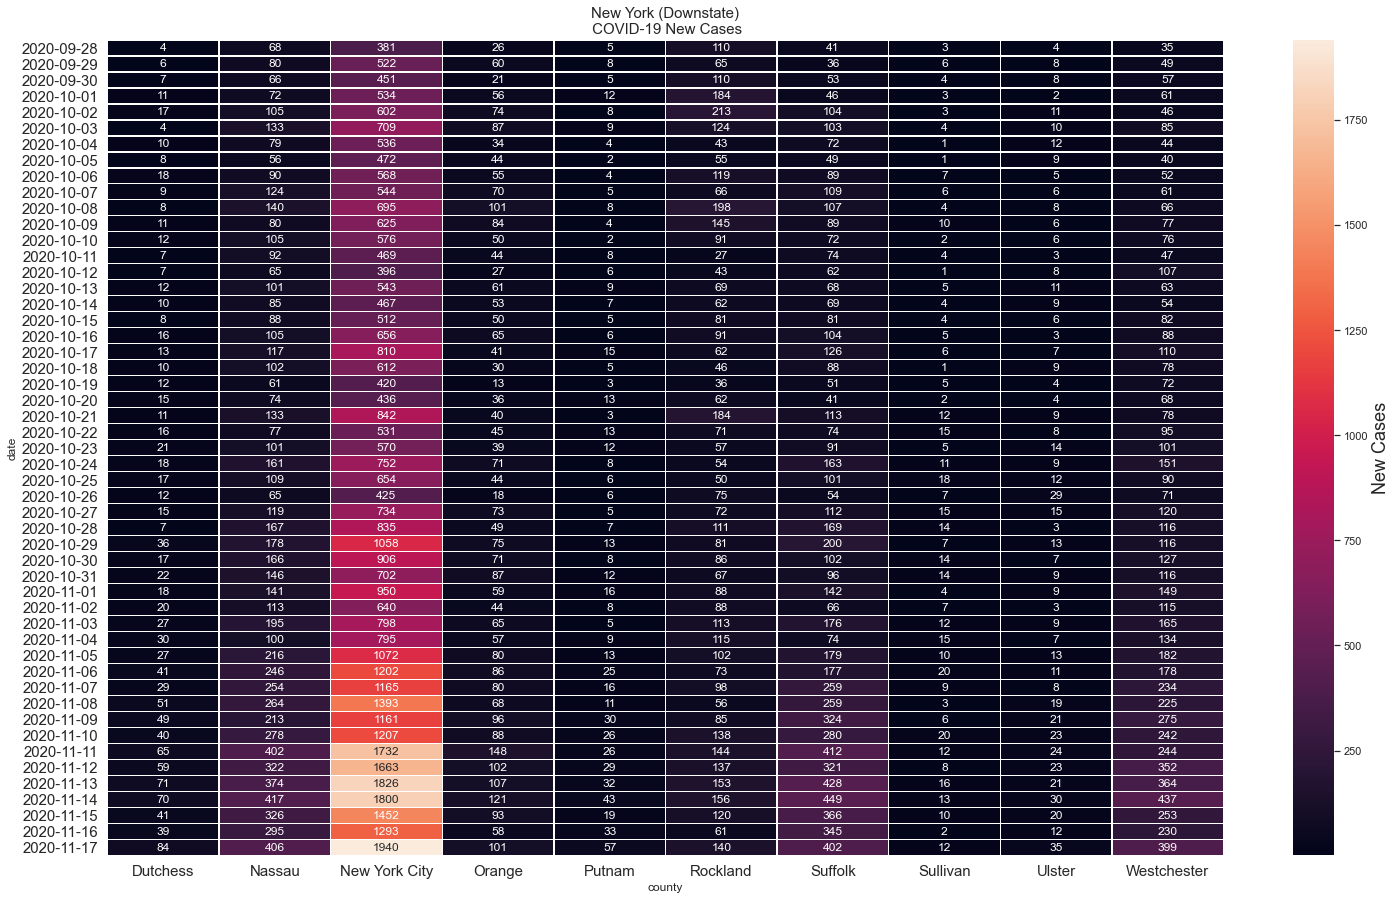 New York (Downstate)
COVID-19 New Cases
2020-09-28 4 68 381 26 5 110 41 3 4 35
2020-09-29 6 80 522 60 8 65 36 6 8 49
2020-09-30 7 66 451 21 5 110 53 4 8 57
2020-10-01 11 72 534 56 12 184 46 3 2 61
2020-10-02 17 105 602 74 8 213 104 3 11 46
2020-10-03 4 133 709 87 9 124 103 4 10 85
2020-10-04 10 79 536 34 4 43 72 1 12 44
2020-10-05 8 56 472 44 2 55 49 1 9 40
2020-10-06 18 90 568 55 4 119 89 7 5 52
2020-10-07 9 124 544 70 5 66 109 6 6 61
2020-10-08 8 140 695 101 8 198 107 4 8 66
2020-10-09 11 80 625 84 4 145 89 10 6 77
2020-10-10 12 105 576 50 2 91 72 2 6 76
2020-10-11 7 92 469 44 8 27 74 4 3 47
2020-10-12 7 65 396 27 6 43 62 1 8 107
2020-10-13 12 101 543 61 9 69 68 5 11 63
2020-10-14 10 85 467 53 7 62 69 4 9 54
2020-10-15 8 88 512 50 5 81 81 4 6 82
2020-10-16 16 105 656 65 6 91 104 5 3 88
2020-10-17 13 117 810 41 15 62 126 6 7 110
2020-10-18 10 102 612 30 5 46 88 1 9 78
2020-10-19 12 61 420 13 3 36 51 5 4 72
2020-10-20 15 74 436 36 13 62 41 2 4 68
2020-10-21 11 133 842 40 3 184 113 12 9 78
2020-10-22 16 77 531 45 13 71 74 15 8 95
2020-10-23 21 101 570 39 12 57 91 5 14 101
2020-10-24 18 161 752 71 8 54 163 11 9 151
2020-10-25 17 109 654 44 6 50 101 18 12 90
2020-10-26 12 65 425 18 6 75 54 7 29 71
2020-10-27 15 119 734 73 5 72 112 15 15 120
2020-10-28 7 167 835 49 7 111 169 14 3 116
2020-10-29 36 178 1058 75 13 81 200 7 13 116
2020-10-30 17 166 906 71 8 86 102 14 7 127
2020-10-31 22 146 702 87 12 67 96 14 9 116
2020-11-01 18 141 950 59 16 88 142 4 9 149
2020-11-02 20 113 640 44 8 88 66 7 3 115
2020-11-03 27 195 798 65 5 113 176 12 9 165
2020-11-04 30 100 795 57 9 115 74 15 7 134
2020-11-05 27 216 1072 80 13 102 179 10 13 182
2020-11-06 41 246 1202 86 25 73 177 20 11 178
2020-11-07 29 254 1165 80 16 98 259 9 8 234
2020-11-08 51 264 1393 68 11 56 259 3 19 225
2020-11-09 49 213 1161 96 30 85 324 6 21 275
2020-11-10 40 278 1207 88 26 138 280 20 23 242
2020-11-11 65 402 1732 148 26 144 412 12 24 244
2020-11-12 59 322 1663 102 29 137 321 8 23 352
2020-11-13 71 374 1826 107 32 153 428 16 21 364
2020-11-14 70 417 1800 121 43 156 449 13 30 437
2020-11-15 41 326 1452 93 19 120 366 10 20 253
2020-11-16 39 295 1293 58 33 61 345 2 12 230
2020-11-17 84 406 1940 101 57 140 402 12 35 399
Dutchess Nassau New York City Orange Putnam Rockland Suffolk Sullivan Ulster Westchester
county
date
1750
1500
1250
1000
750
500
250
New Cases